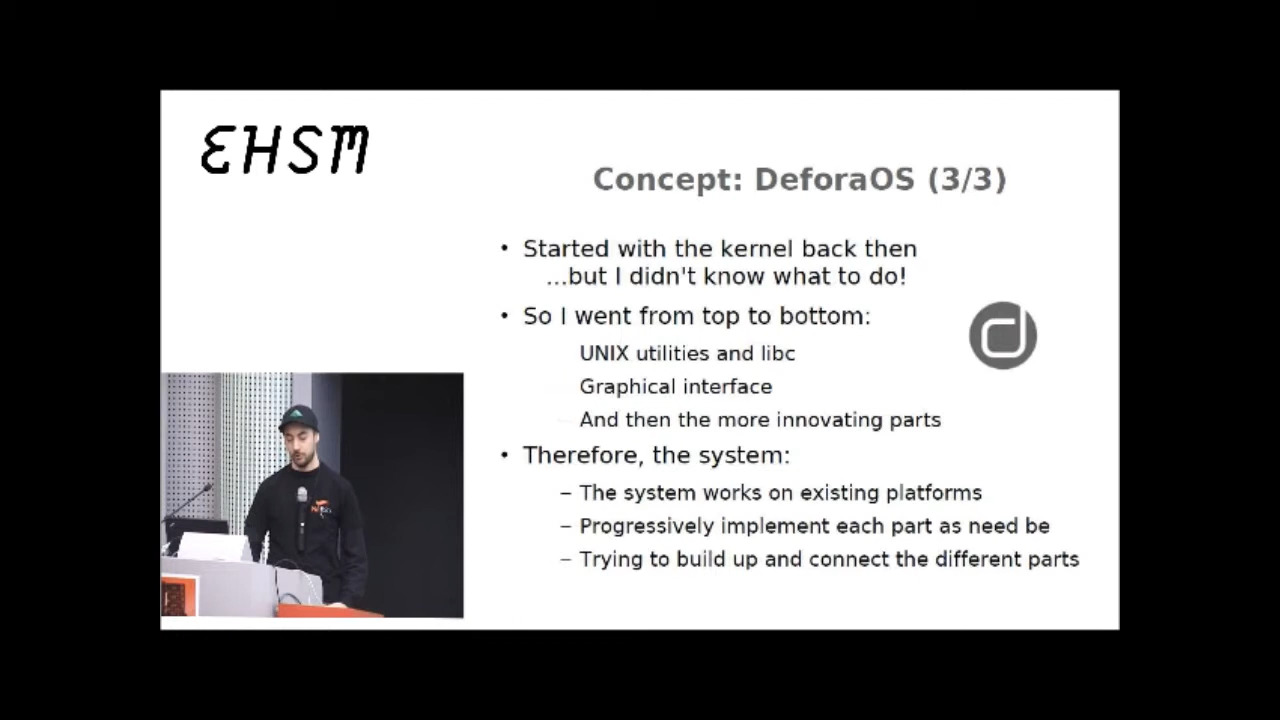 EHSM
Concept: DeforaOS (3/3)
• Started with the kernel back then
...but I didn't know what to do!
• So I went from top to bottom:
UNIX utilities and libc
Graphical interface
– And then the more innovating parts
• Therefore, the system:
– The system works on existing platforms
– Progressively implement each part as need be
– Trying to build up and connect the different parts